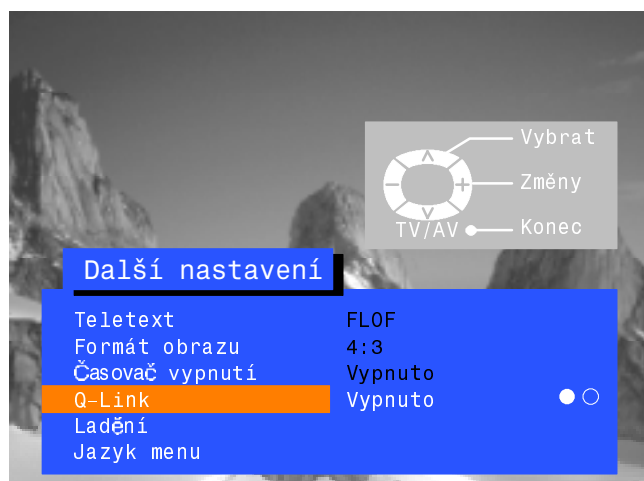 Vybrat
Změny
TV/AV Konec
Další nastavení
Teletext FLOF
Formát obrazu 4:3
Časovač vypnutí Vypnuto
Q-Link Vypnuto
Ladění
Jazyk menu